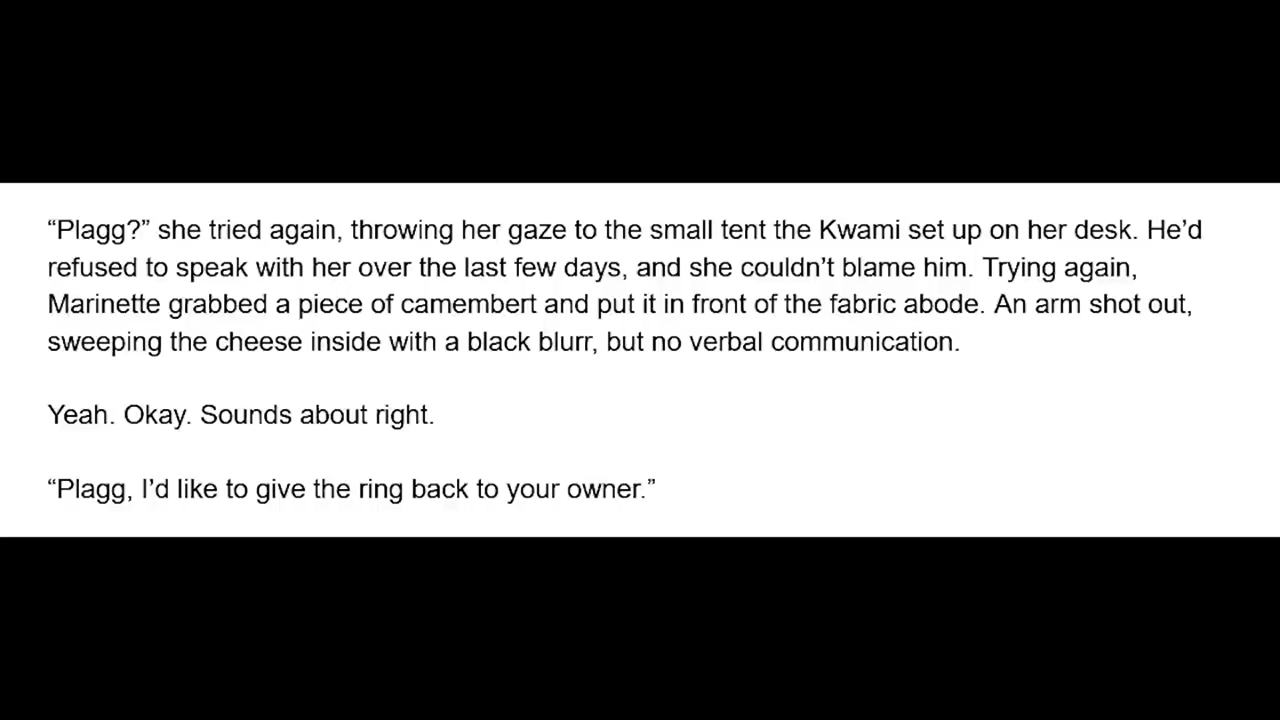 “Plagg?” she tried again, throwing her gaze to the small tent the Kwami set up on her desk. He’d
refused to speak with her over the last few days, and she couldn’t blame him. Trying again,
Marinette grabbed a piece of camembert and put it in front of the fabric abode. An arm shot out,
sweeping the cheese inside with a black blurr, but no verbal communication.
Yeah. Okay. Sounds about right.
“Plagg, I’d like to give the ring back to your owner.”